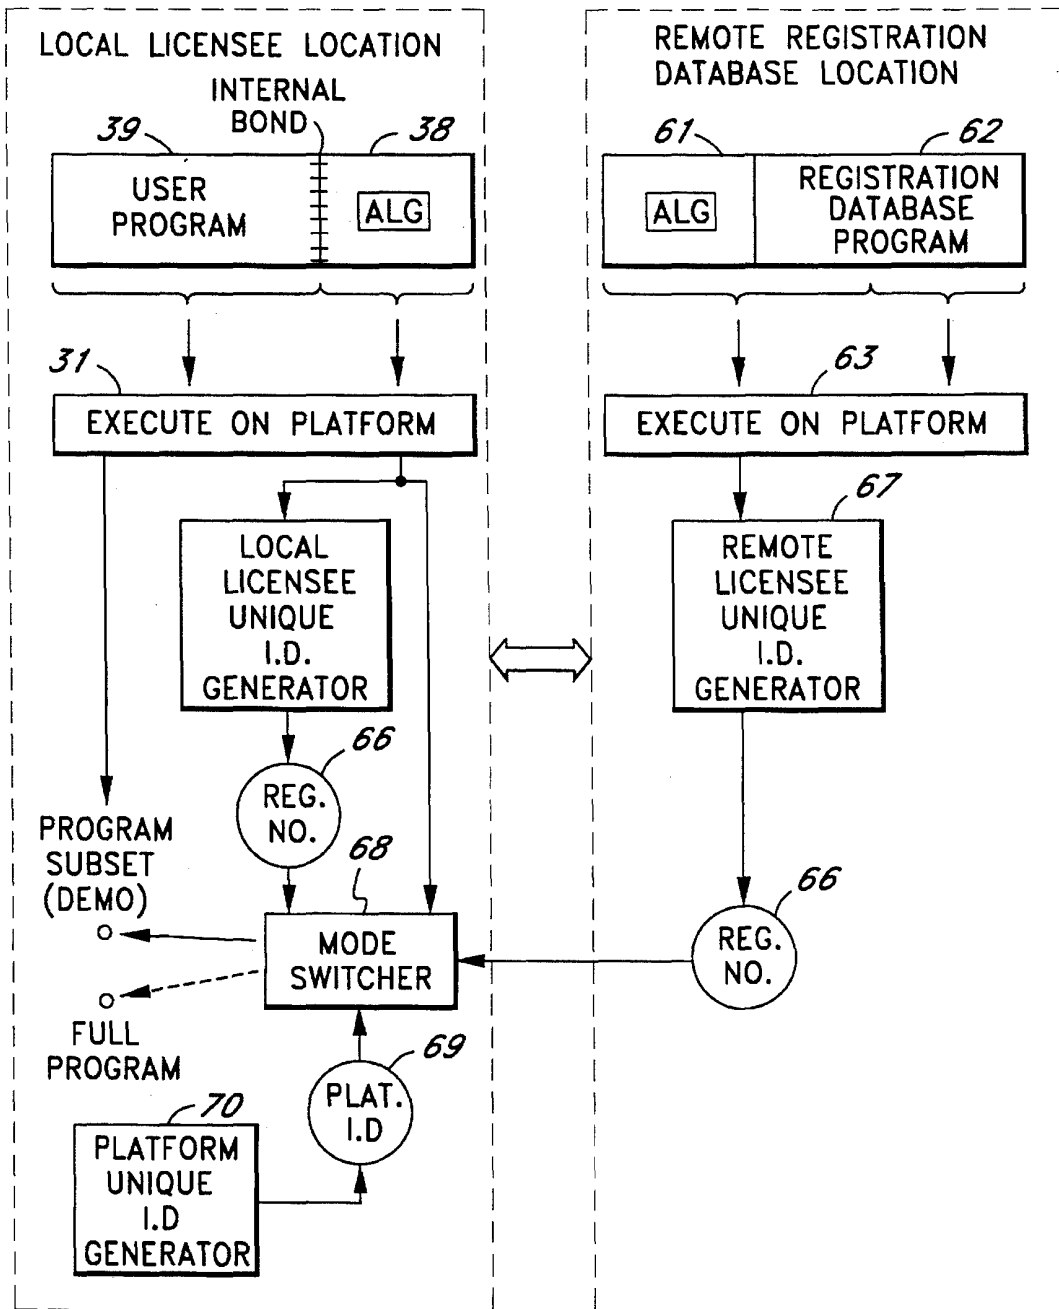 LOCAL LICENSEE LOCATION
INTERNAL
BOND
39
38
USER
PROGRAM
ALG
31
EXECUTE ON PLATFORM
LOCAL
LICENSEE
UNIQUE
I.D.
GENERATOR
66
REG.
NO.
PROGRAM
SUBSET
(DEMO)
68
MODE
SWITCHER
FULL
PROGRAM
69
PLAT.
I.D
70
PLATFORM
UNIQUE
I.D
GENERATOR
REMOTE REGISTRATION
DATABASE LOCATION
61
62
ALG
REGISTRATION
DATABASE
PROGRAM
63
EXECUTE ON PLATFORM
67
REMOTE
LICENSEE
UNIQUE
I.D.
GENERATOR
66
REG.
NO.